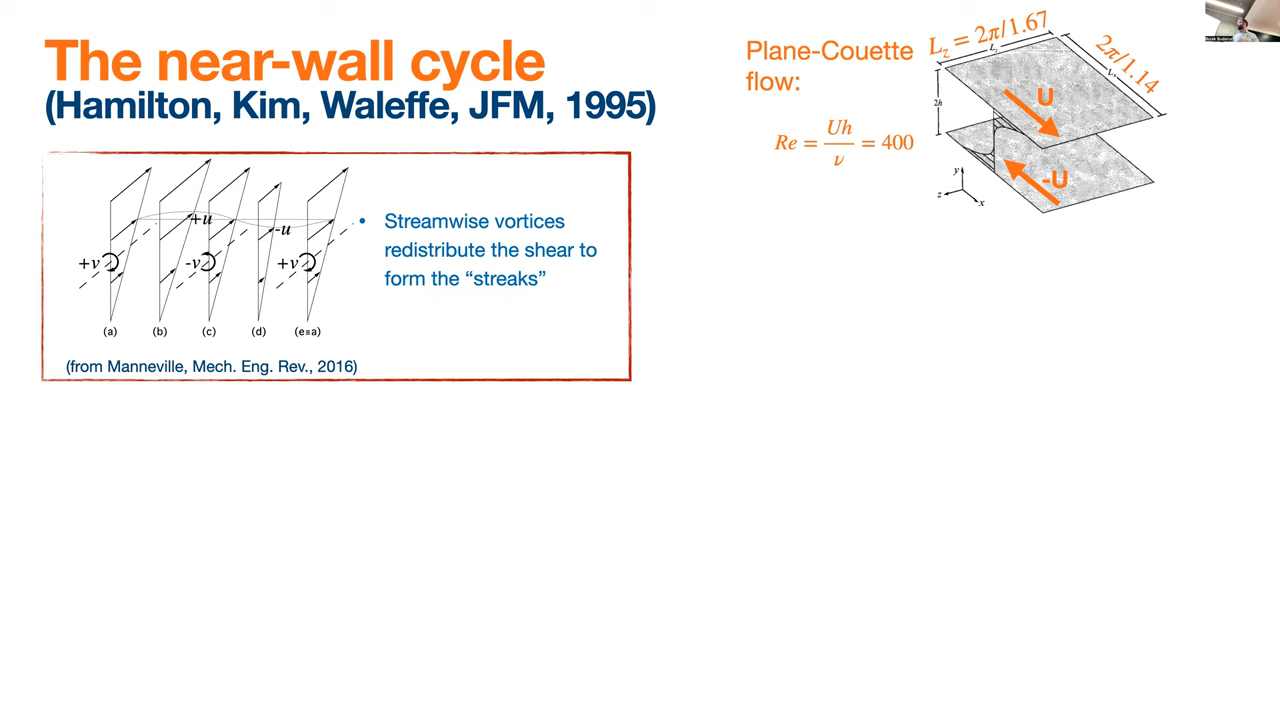 The near-wall cycle
(Hamilton, Kim, Waleffe, JFM, 1995)
+u
-u
+v
-v
+v
(a) (b) (c) (d) (e≡a)
(from Manneville, Mech. Eng. Rev., 2016)
• Streamwise vortices
redistribute the shear to
form the “streaks”
Plane-Couette
flow:
Re = Uh/ν = 400
L_z = 2π/1.67
2π/1.14
2h
U
-U
y
z
x